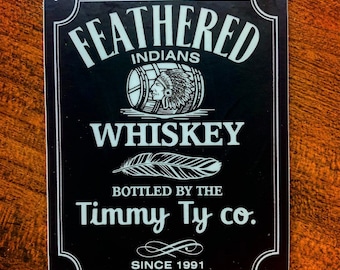 FEATHERED
INDIANS
WHISKEY
BOTTLED BY THE
Timmy Ty co.
SINCE 1991